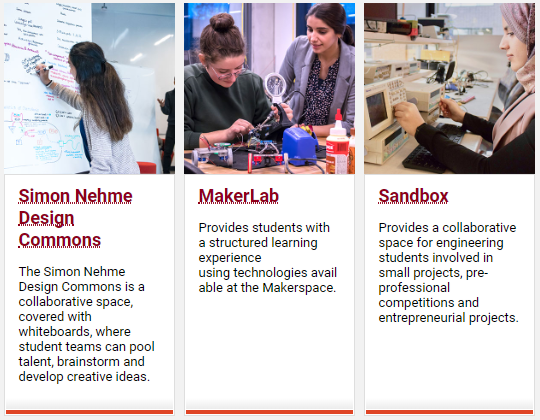 Simon Nehme
Design
Commons
The Simon Nehme
Design Commons is a
collaborative space,
covered with
whiteboards, where
student teams can pool
talent, brainstorm and
develop creative ideas.
MakerLab
Provides students with
a structured learning
experience
using technologies avail
able at the Makerspace.
Sandbox
Provides a collaborative
space for engineering
students involved in
small projects, pre-
professional
competitions and
entrepreneurial projects.